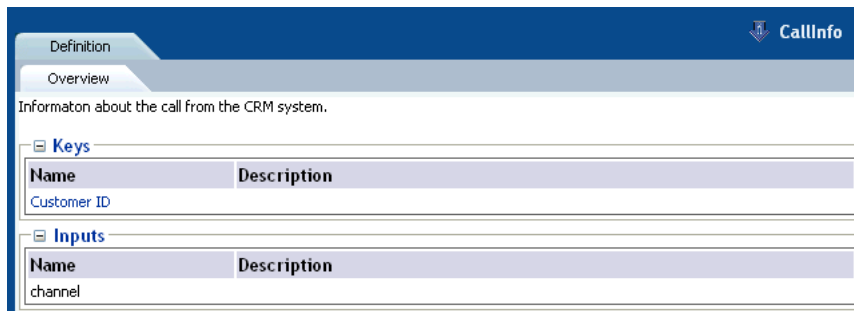 CallInfo
Definition
Overview
Informaton about the call from the CRM system.
Keys
Name Description
Customer ID
Inputs
Name Description
channel